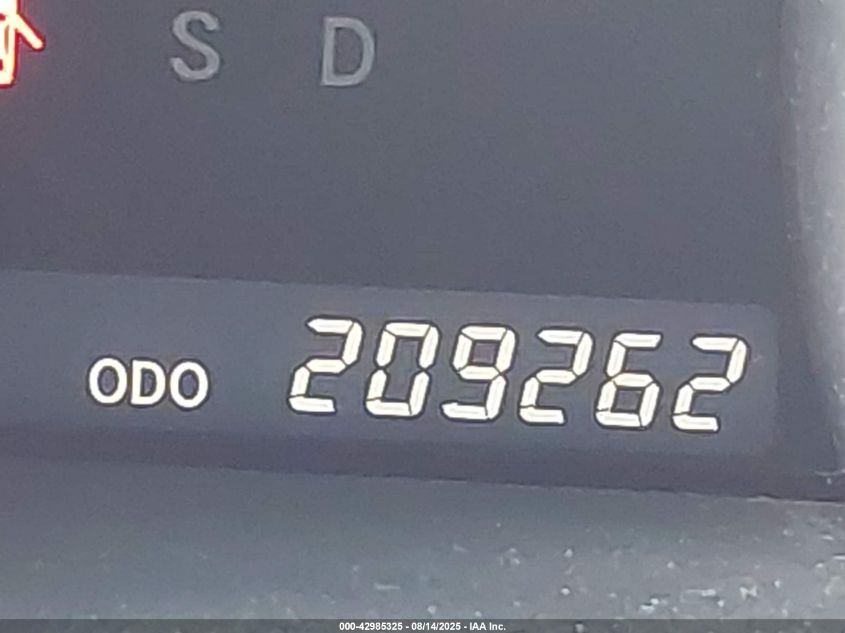 S D
ODO 209262
000-42985325 - 08/14/2025 - IAA Inc.